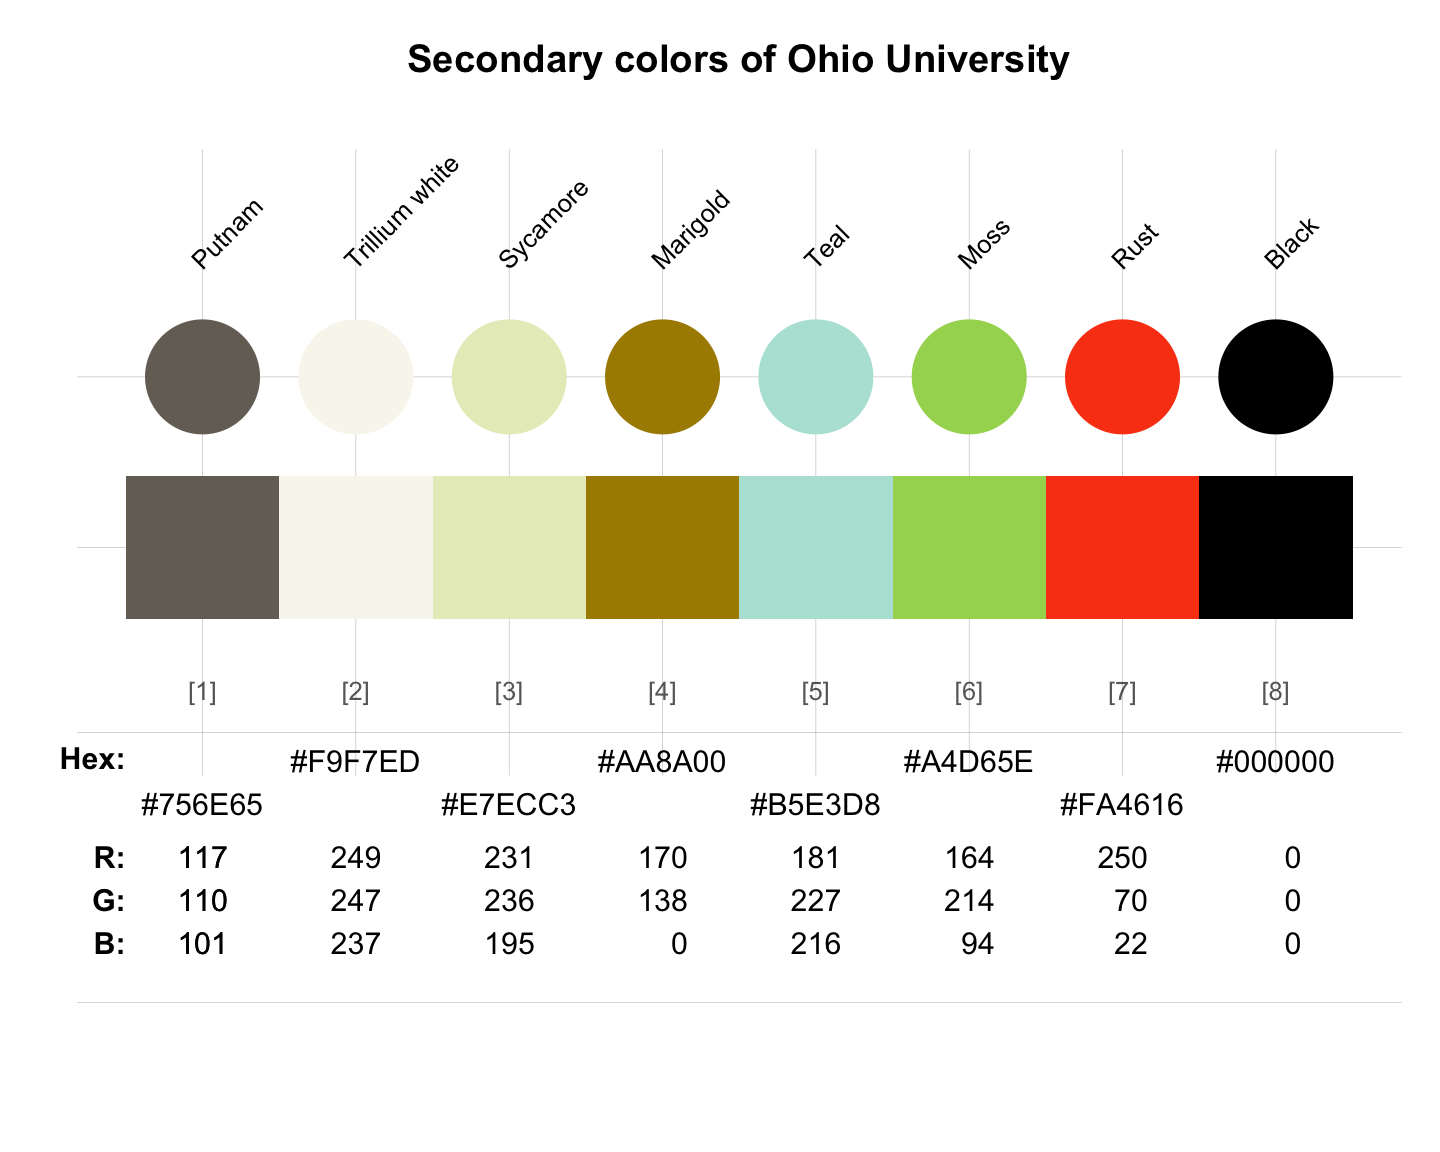 Secondary colors of Ohio University
Putnam
Trillium white
Sycamore
Marigold
Teal
Moss
Rust
Black
[1] [2] [3] [4] [5] [6] [7] [8]
Hex: #F9F7ED #AA8A00 #A4D65E #000000
#756E65 #E7ECC3 #B5E3D8 #FA4616
R: 117 249 231 170 181 164 250 0
G: 110 247 236 138 227 214 70 0
B: 101 237 195 0 216 94 22 0